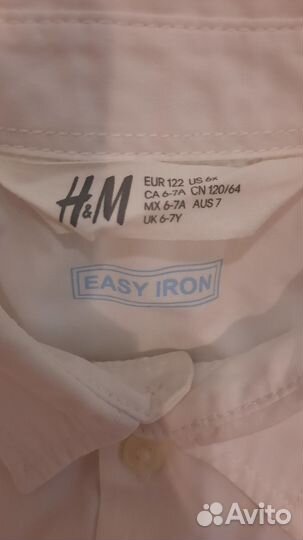 H&M
EUR 122 US 6X
CA 6-7A CN 120/64
MX 6-7A AUS 7
UK 6-7Y
EASY IRON
Avito